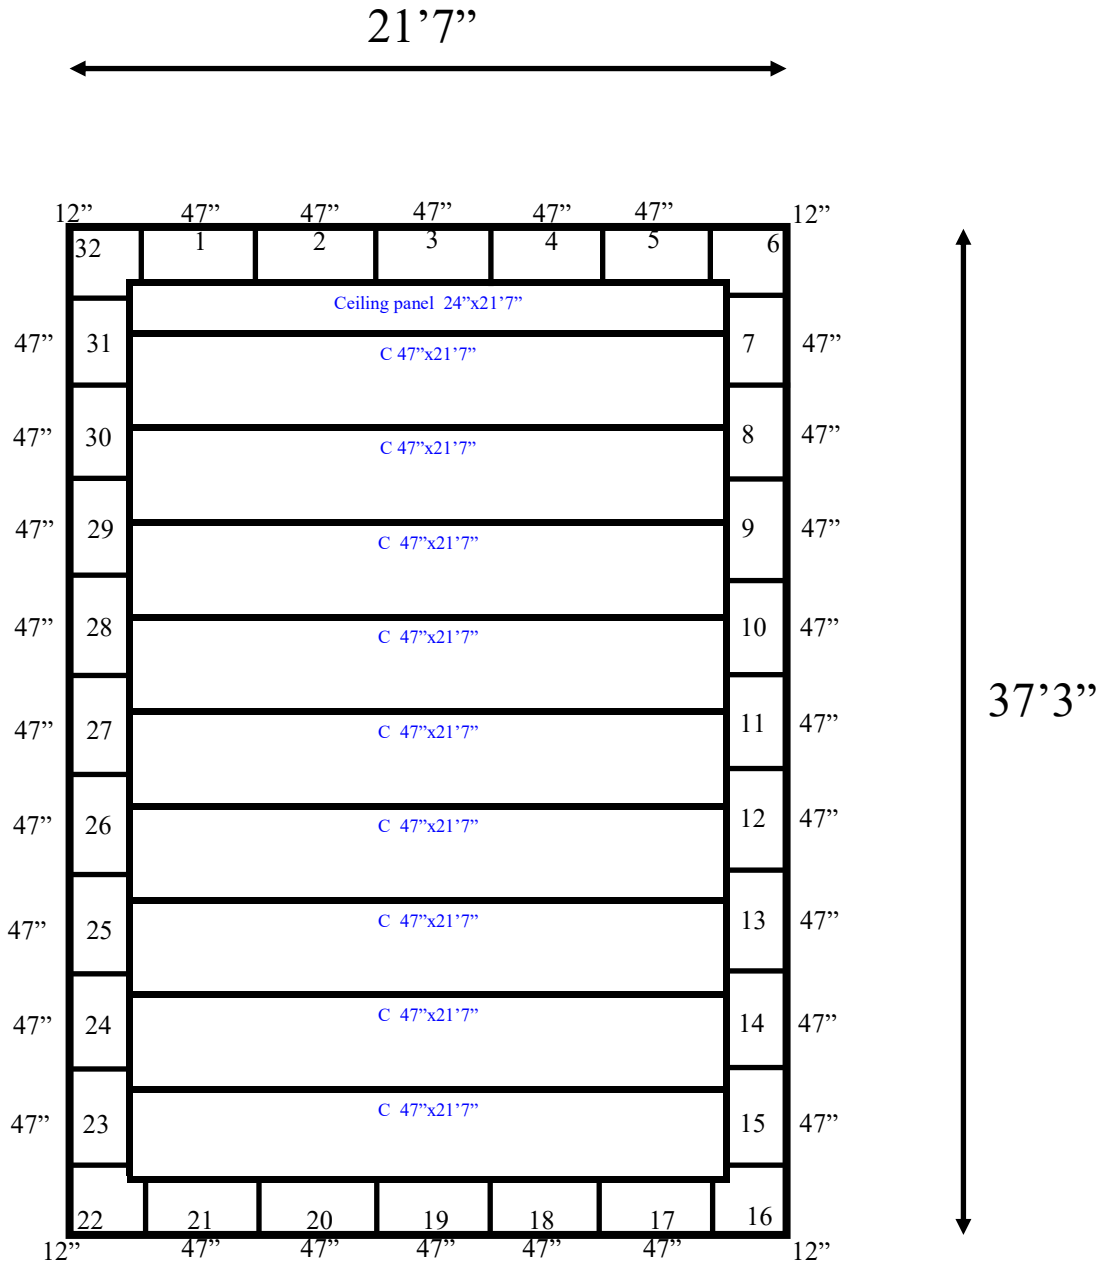 21’7”
12” 47” 47” 47” 47” 47” 12”
32 1 2 3 4 5 6
Ceiling panel 24”x21’7”
47” 31 7 47”
C 47”x21’7”
47” 30 8 47”
C 47”x21’7”
47” 29 9 47”
C 47”x21’7”
47” 28 10 47”
C 47”x21’7”
37’3”
47” 27 11 47”
C 47”x21’7”
47” 26 12 47”
C 47”x21’7”
47” 25 13 47”
C 47”x21’7”
47” 24 14 47”
C 47”x21’7”
47” 23 15 47”
C 47”x21’7”
22 21 20 19 18 17 16
12” 47” 47” 47” 47” 47” 12”